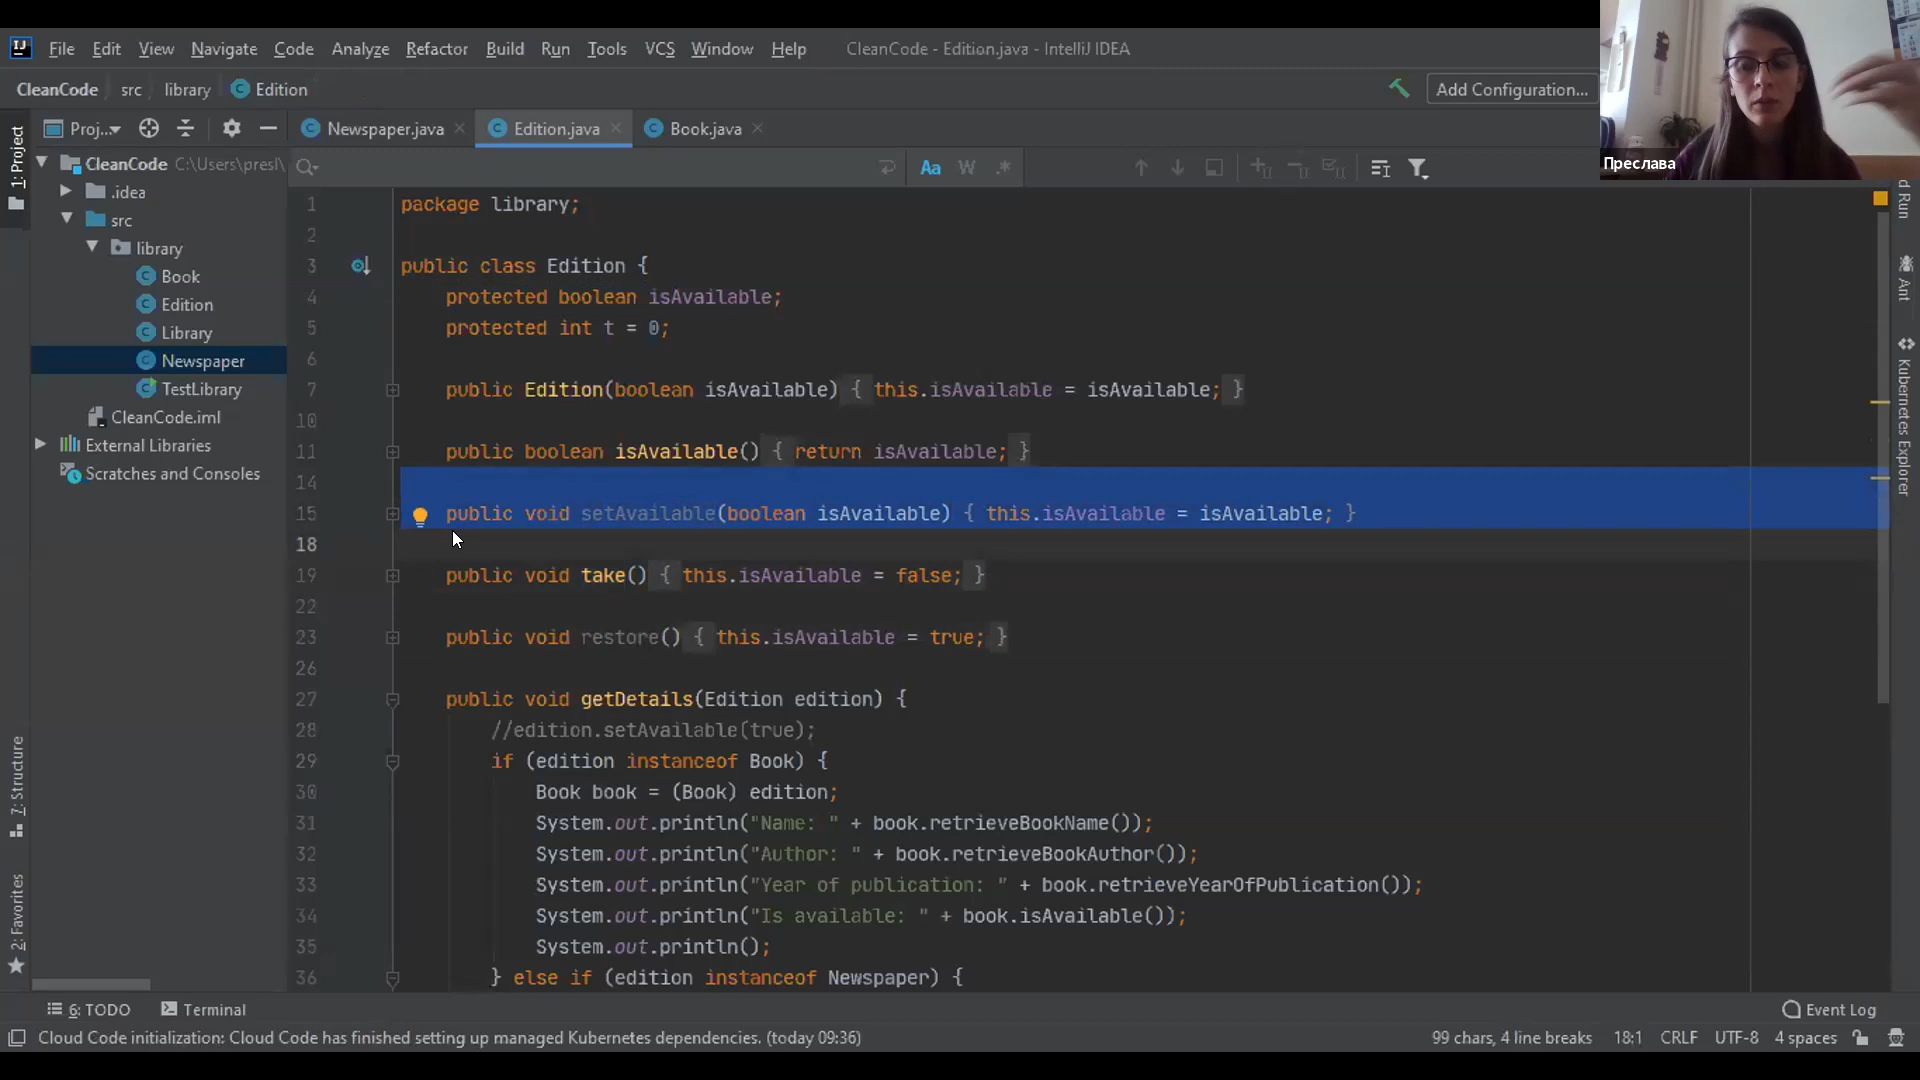 File Edit View Navigate Code Analyze Refactor Build Run Tools VCS Window Help CleanCode - Edition.java - IntelliJ IDEA
CleanCode src library Edition Add Configuration...
Преслава
1: Project
Proj...
Newspaper.java Edition.java Book.java
CleanCode C:\Users\presl\
.idea
src
library
Book
Edition
Library
Newspaper
TestLibrary
CleanCode.iml
External Libraries
Scratches and Consoles
Aa W .*
1 package library;
2
3 public class Edition {
4 protected boolean isAvailable;
5 protected int t = 0;
6
7 public Edition(boolean isAvailable) { this.isAvailable = isAvailable; }
10
11 public boolean isAvailable() { return isAvailable; }
14
15 public void setAvailable(boolean isAvailable) { this.isAvailable = isAvailable; }
18
19 public void take() { this.isAvailable = false; }
22
23 public void restore() { this.isAvailable = true; }
26
27 public void getDetails(Edition edition) {
28 //edition.setAvailable(true);
29 if (edition instanceof Book) {
30 Book book = (Book) edition;
31 System.out.println("Name: " + book.retrieveBookName());
32 System.out.println("Author: " + book.retrieveBookAuthor());
33 System.out.println("Year of publication: " + book.retrieveYearOfPublication());
34 System.out.println("Is available: " + book.isAvailable());
35 System.out.println();
36 } else if (edition instanceof Newspaper) {
d Run
Ant
Kubernetes Explorer
7: Structure
2: Favorites
6: TODO Terminal Event Log
Cloud Code initialization: Cloud Code has finished setting up managed Kubernetes dependencies. (today 09:36) 99 chars, 4 line breaks 18:1 CRLF UTF-8 4 spaces